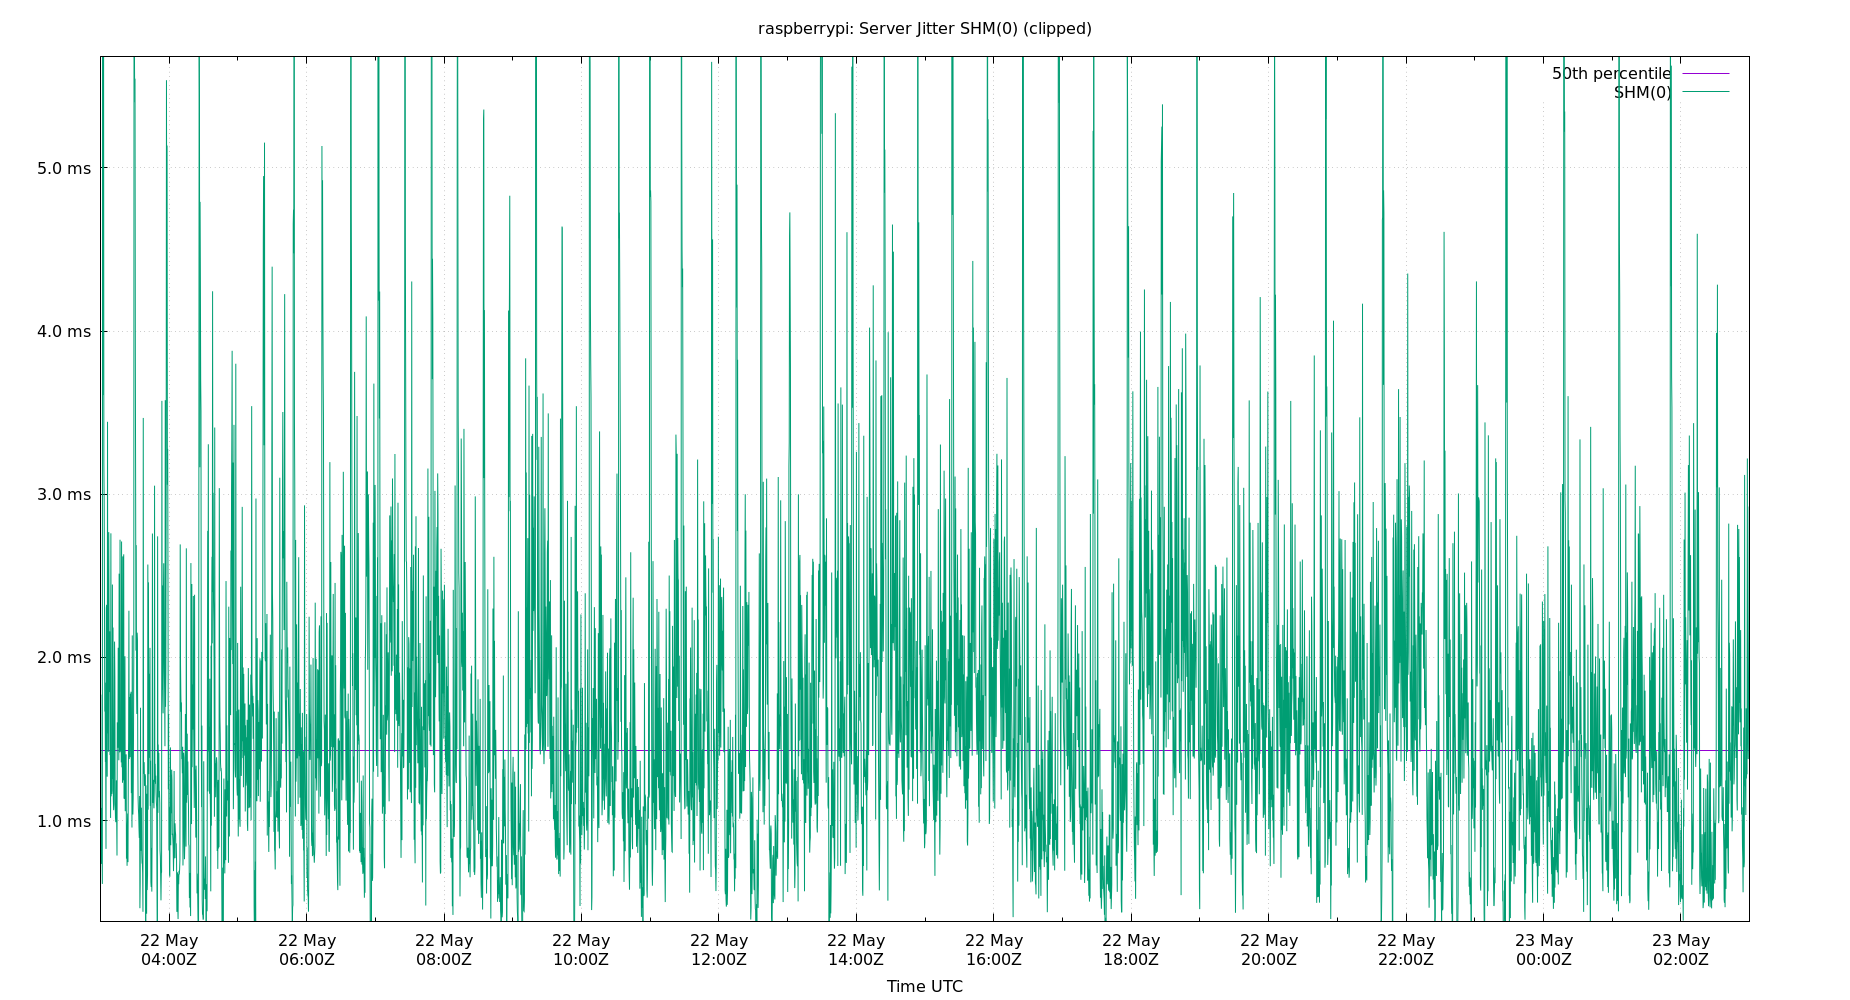 raspberrypi: Server Jitter SHM(0) (clipped)
50th percentile
SHM(0)
5.0 ms
4.0 ms
3.0 ms
2.0 ms
1.0 ms
22 May 22 May 22 May 22 May 22 May 22 May 22 May 22 May 22 May 22 May 23 May 23 May
04:00Z 06:00Z 08:00Z 10:00Z 12:00Z 14:00Z 16:00Z 18:00Z 20:00Z 22:00Z 00:00Z 02:00Z
Time UTC